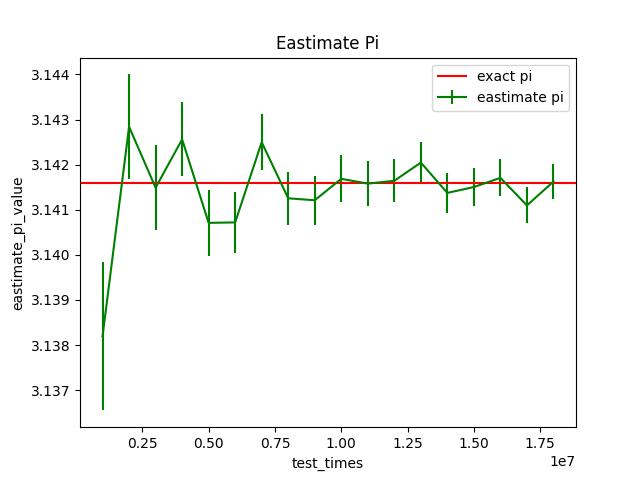 Eastimate Pi
exact pi
eastimate pi
3.144
3.143
3.142
3.141
3.140
3.139
3.138
3.137
eastimate_pi_value
0.25 0.50 0.75 1.00 1.25 1.50 1.75
1e7
test_times